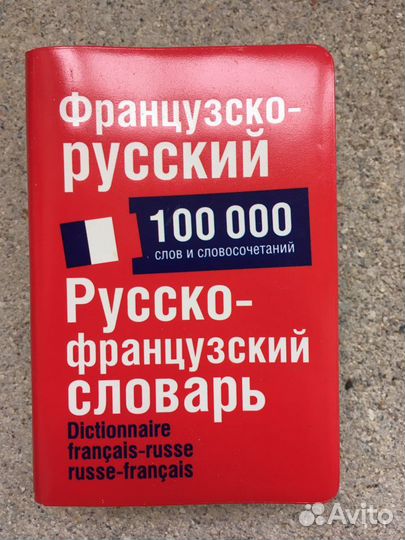 Французско-
русский
100 000
слов и словосочетаний
Русско-
французский
словарь
Dictionnaire
français-russe
russe-français
Avito